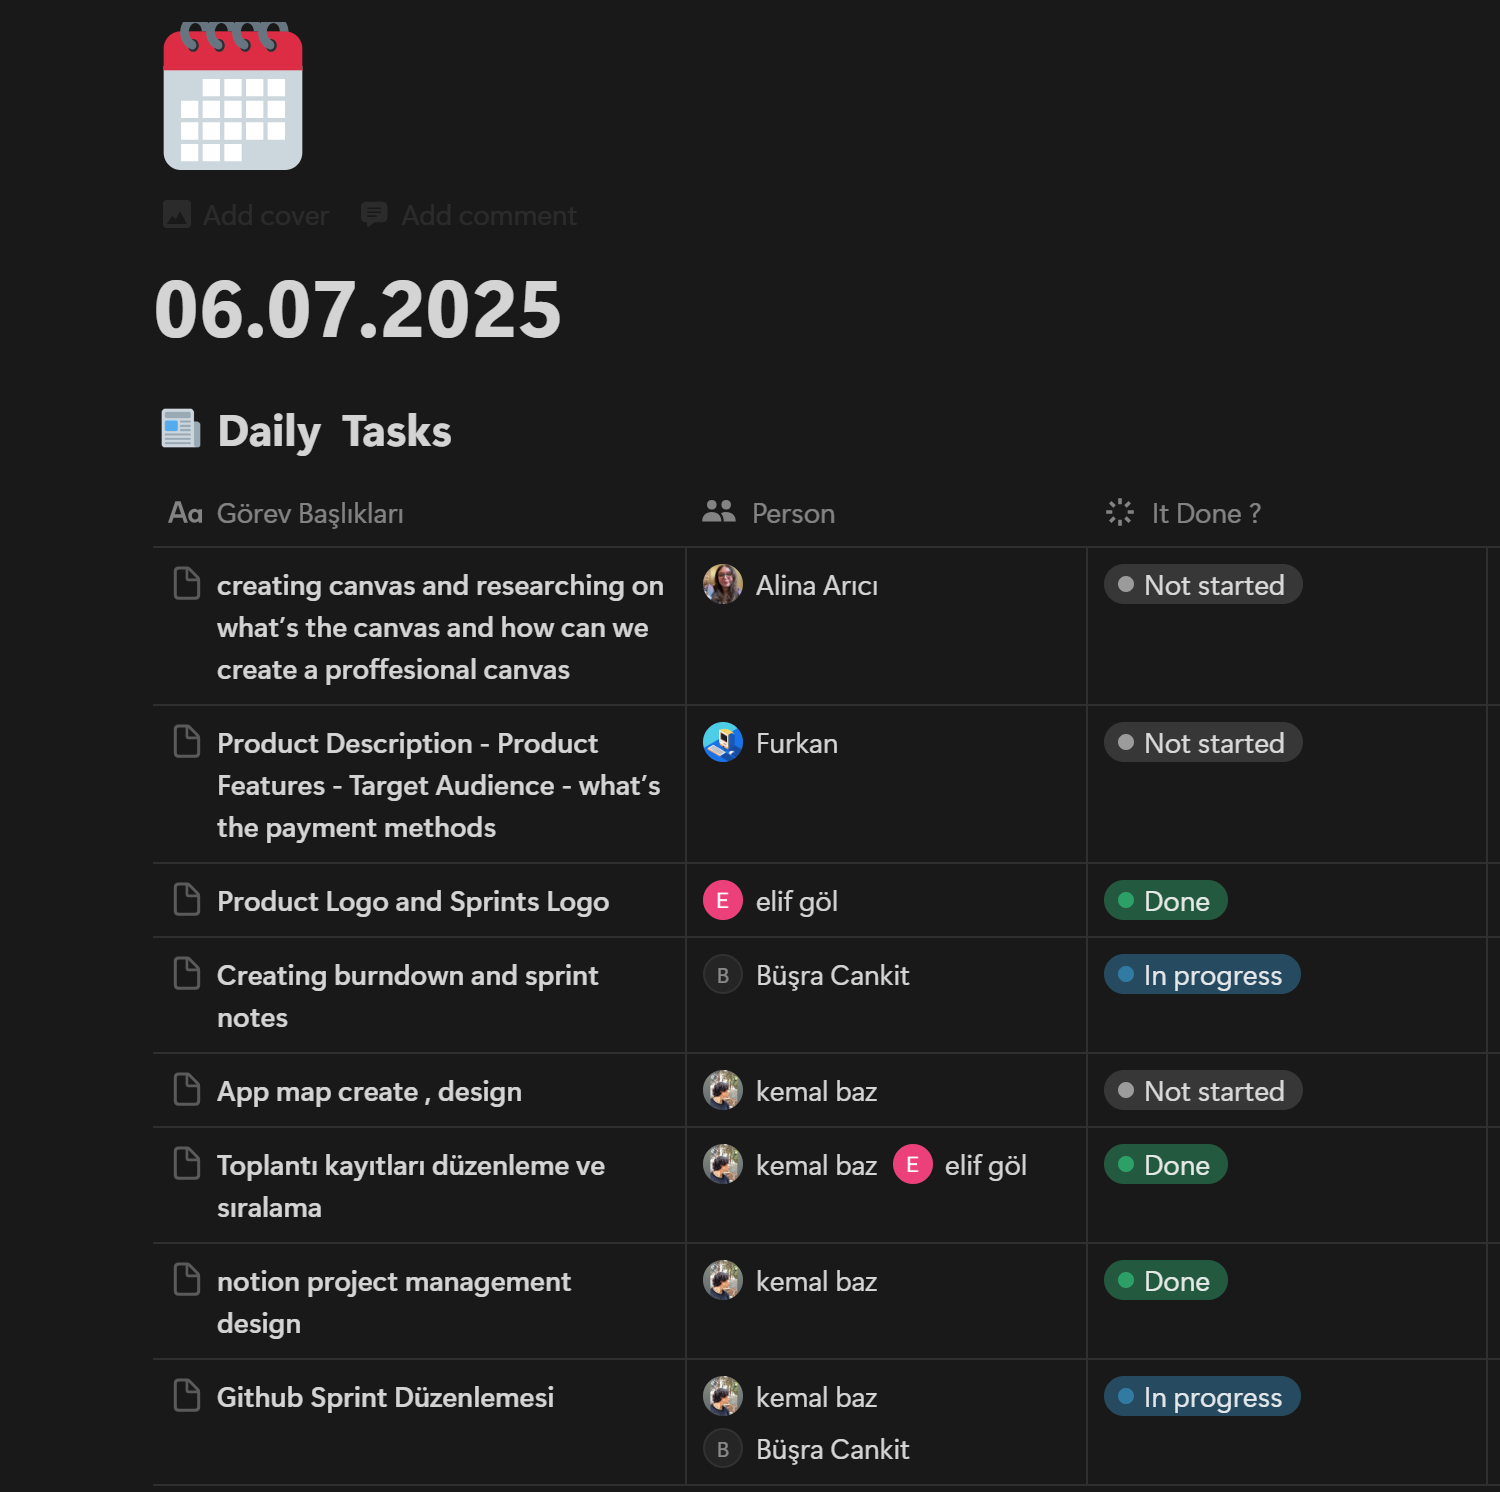 Add cover Add comment
06.07.2025
Daily Tasks
Aa Görev Başlıkları Person It Done ?
creating canvas and researching on Alina Arıcı Not started
what's the canvas and how can we
create a proffesional canvas
Product Description - Product Furkan Not started
Features - Target Audience - what's
the payment methods
Product Logo and Sprints Logo E elif göl Done
Creating burndown and sprint B Büşra Cankit In progress
notes
App map create , design kemal baz Not started
Toplantı kayıtları düzenleme ve kemal baz E elif göl Done
sıralama
notion project management kemal baz Done
design
Github Sprint Düzenlemesi kemal baz In progress
B Büşra Cankit